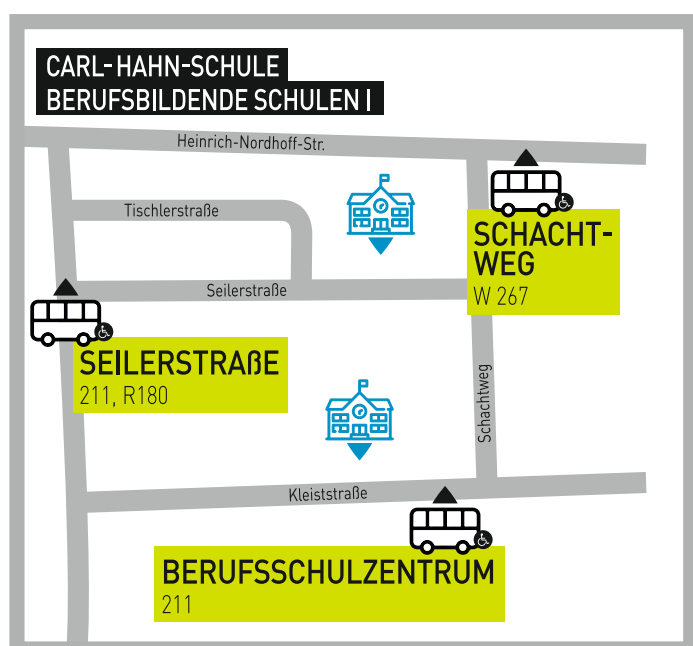 CARL-HAHN-SCHULE
BERUFSBILDENDE SCHULEN I
Heinrich-Nordhoff-Str.
Tischlerstraße
SCHACHT-
WEG
W 267
Seilerstraße
SEILERSTRAßE
211, R180
Schachtweg
Kleiststraße
BERUFSSCHULZENTRUM
211